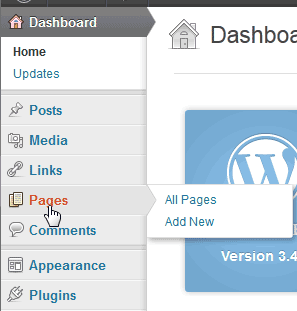 Dashboard
Home
Updates
Posts
Media
Links
Pages
Comments
Appearance
Plugins
All Pages
Add New
Dashboa
Version 3.4